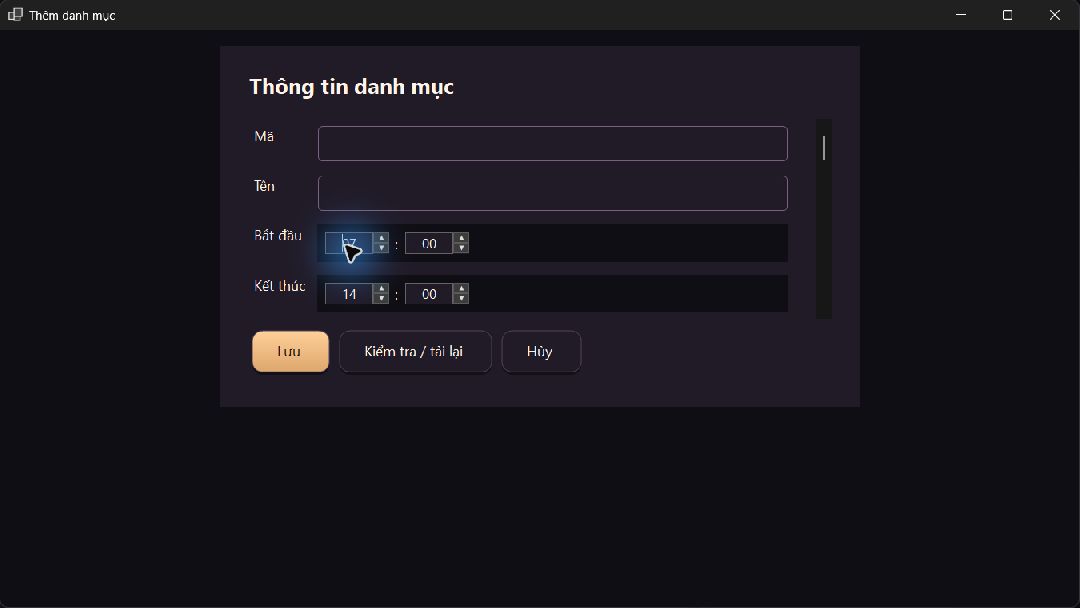 Thêm danh mục
Thông tin danh mục
Mã
Tên
Bắt đầu 07 : 00
Kết thúc 14 : 00
Lưu Kiểm tra / tải lại Hủy